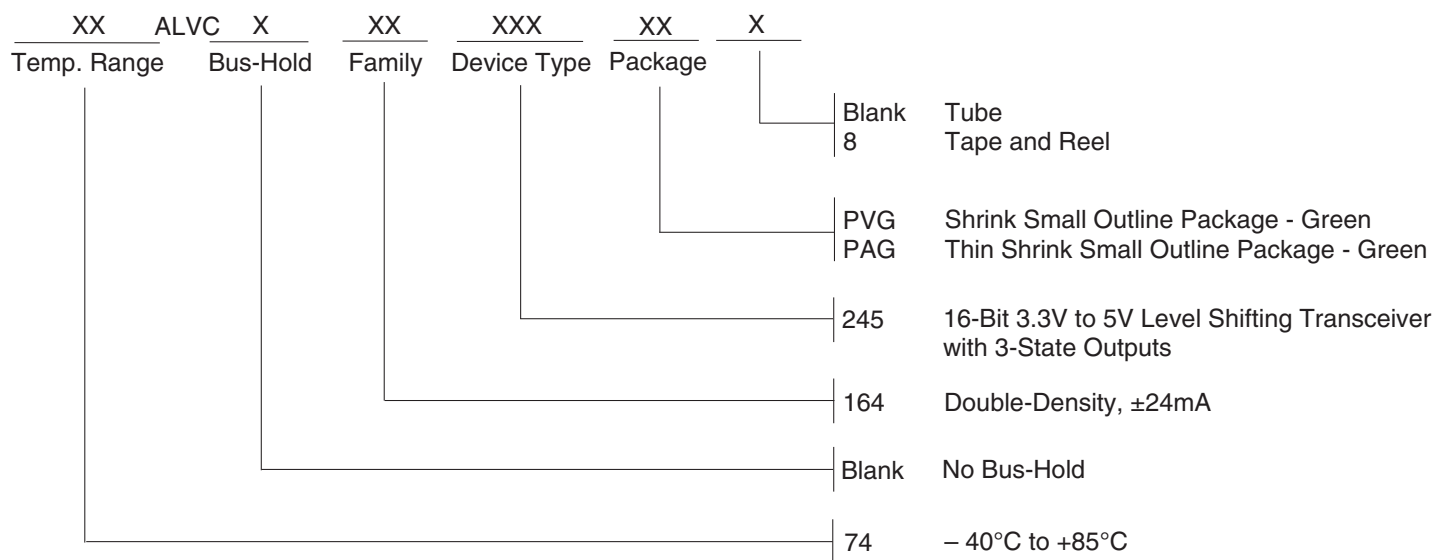 XX ALVC X XX XXX XX X
Temp. Range Bus-Hold Family Device Type Package
Blank Tube
8 Tape and Reel
PVG Shrink Small Outline Package - Green
PAG Thin Shrink Small Outline Package - Green
245 16-Bit 3.3V to 5V Level Shifting Transceiver
with 3-State Outputs
164 Double-Density, ±24mA
Blank No Bus-Hold
74 – 40°C to +85°C